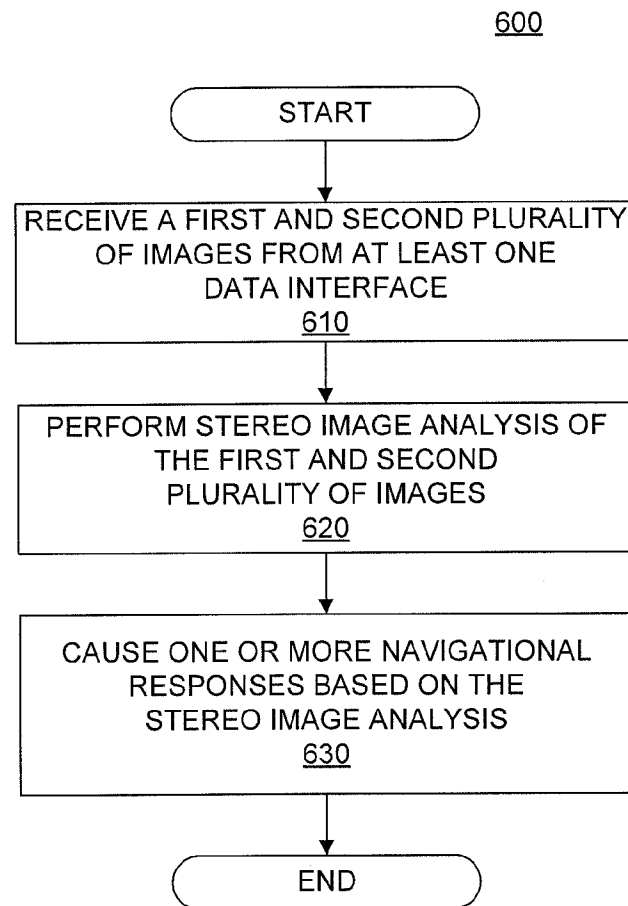 600
START
RECEIVE A FIRST AND SECOND PLURALITY
OF IMAGES FROM AT LEAST ONE
DATA INTERFACE
610
PERFORM STEREO IMAGE ANALYSIS OF
THE FIRST AND SECOND
PLURALITY OF IMAGES
620
CAUSE ONE OR MORE NAVIGATIONAL
RESPONSES BASED ON THE
STEREO IMAGE ANALYSIS
630
END